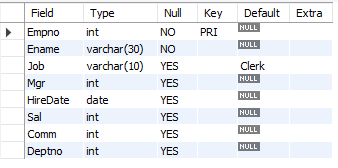 Field Type Null Key Default Extra
Empno int NO PRI NULL
Ename varchar(30) NO NULL
Job varchar(10) YES Clerk
Mgr int YES NULL
HireDate date YES NULL
Sal int YES NULL
Comm int YES NULL
Deptno int YES NULL